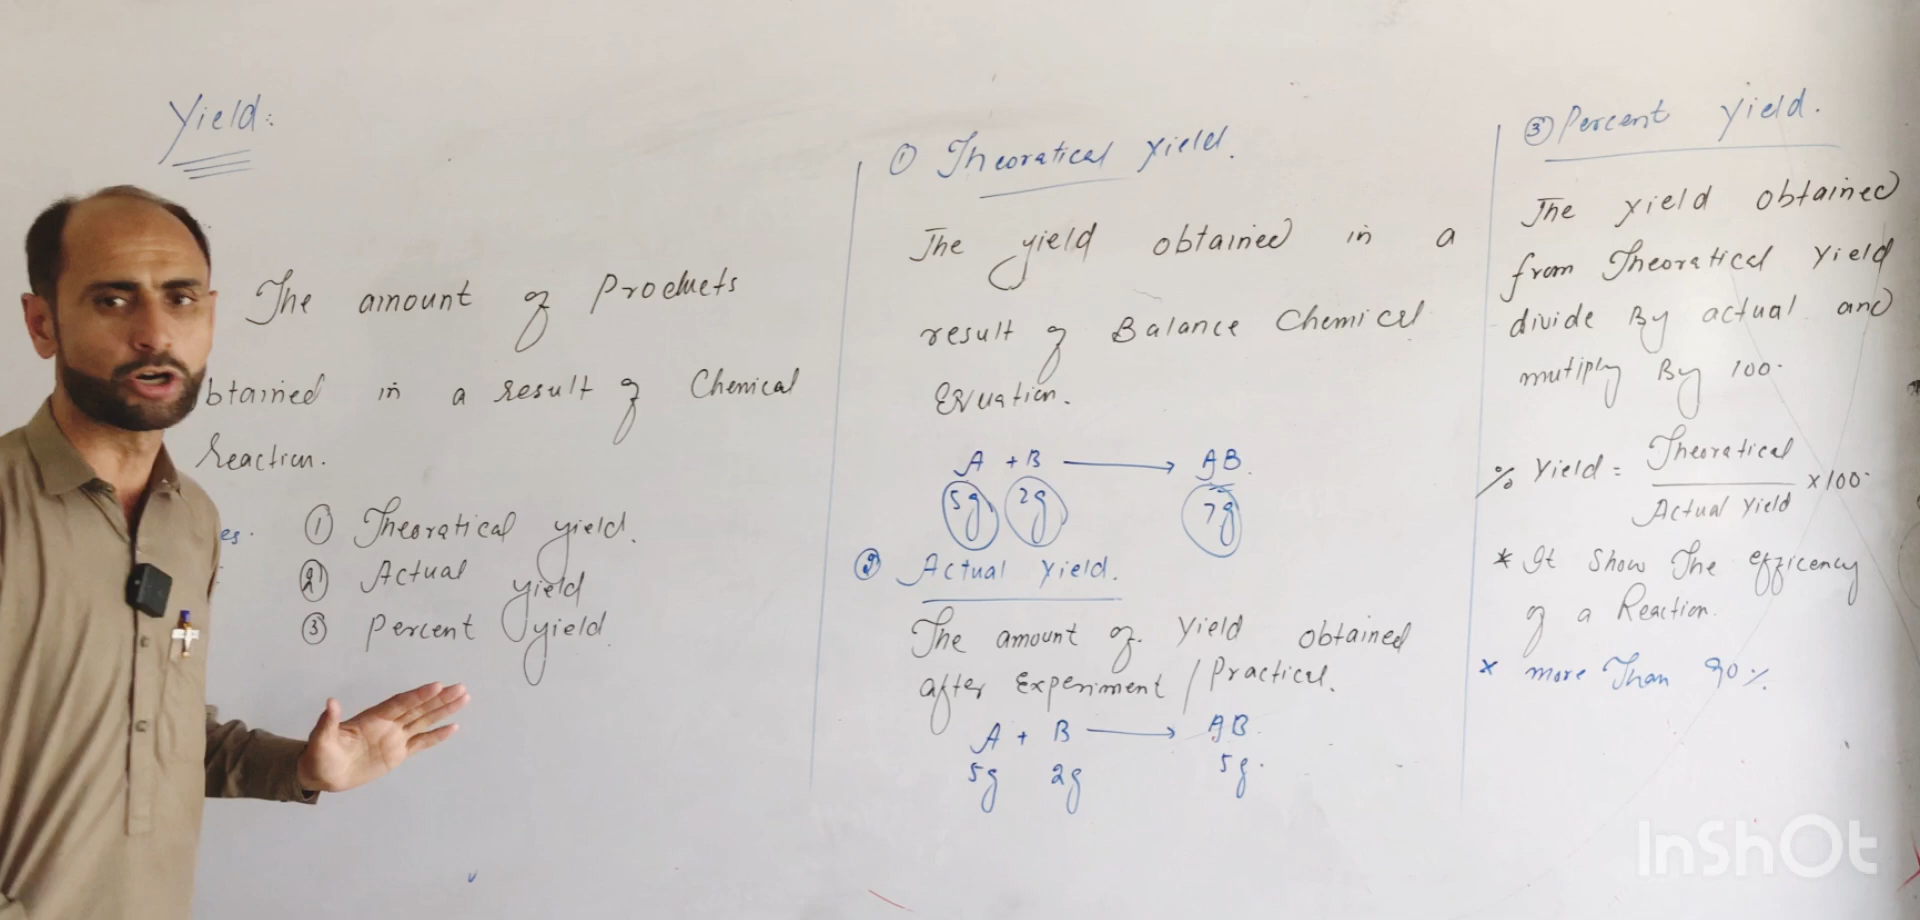 Yield:
The amount of Products
btained in a result of Chemical
Reaction.
es.
① Theoratical yield.
② Actual yield
③ Percent yield.
① Theoratical yield.
The yield obtained in a
result of Balance Chemical
Equation.
A + B → AB.
5g 2g 7g
② Actual yield.
The amount of yield obtained
after Experiment / Practical.
A + B → AB.
5g 2g 5g.
③ Percent yield.
The yield obtained
from Theoratical yield
divide By actual and
mutiply By 100.
% Yield = Theoratical / Actual Yield × 100.
* It Show The efficency
of a Reaction.
* more Than 90%.
InShOt